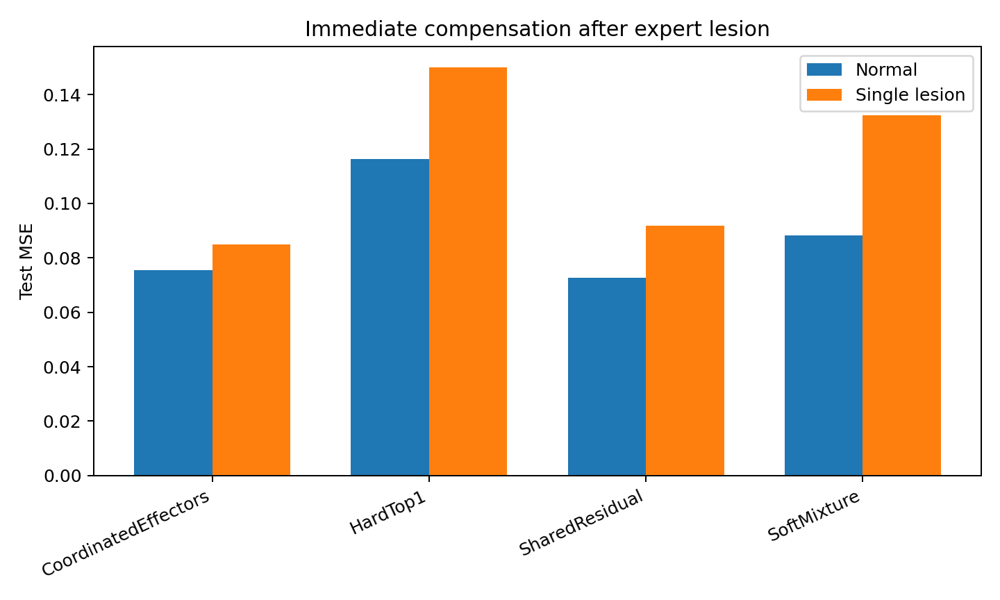 Immediate compensation after expert lesion
Normal
Single lesion
Test MSE
0.14
0.12
0.10
0.08
0.06
0.04
0.02
0.00
CoordinatedEffectors
HardTop1
SharedResidual
SoftMixture